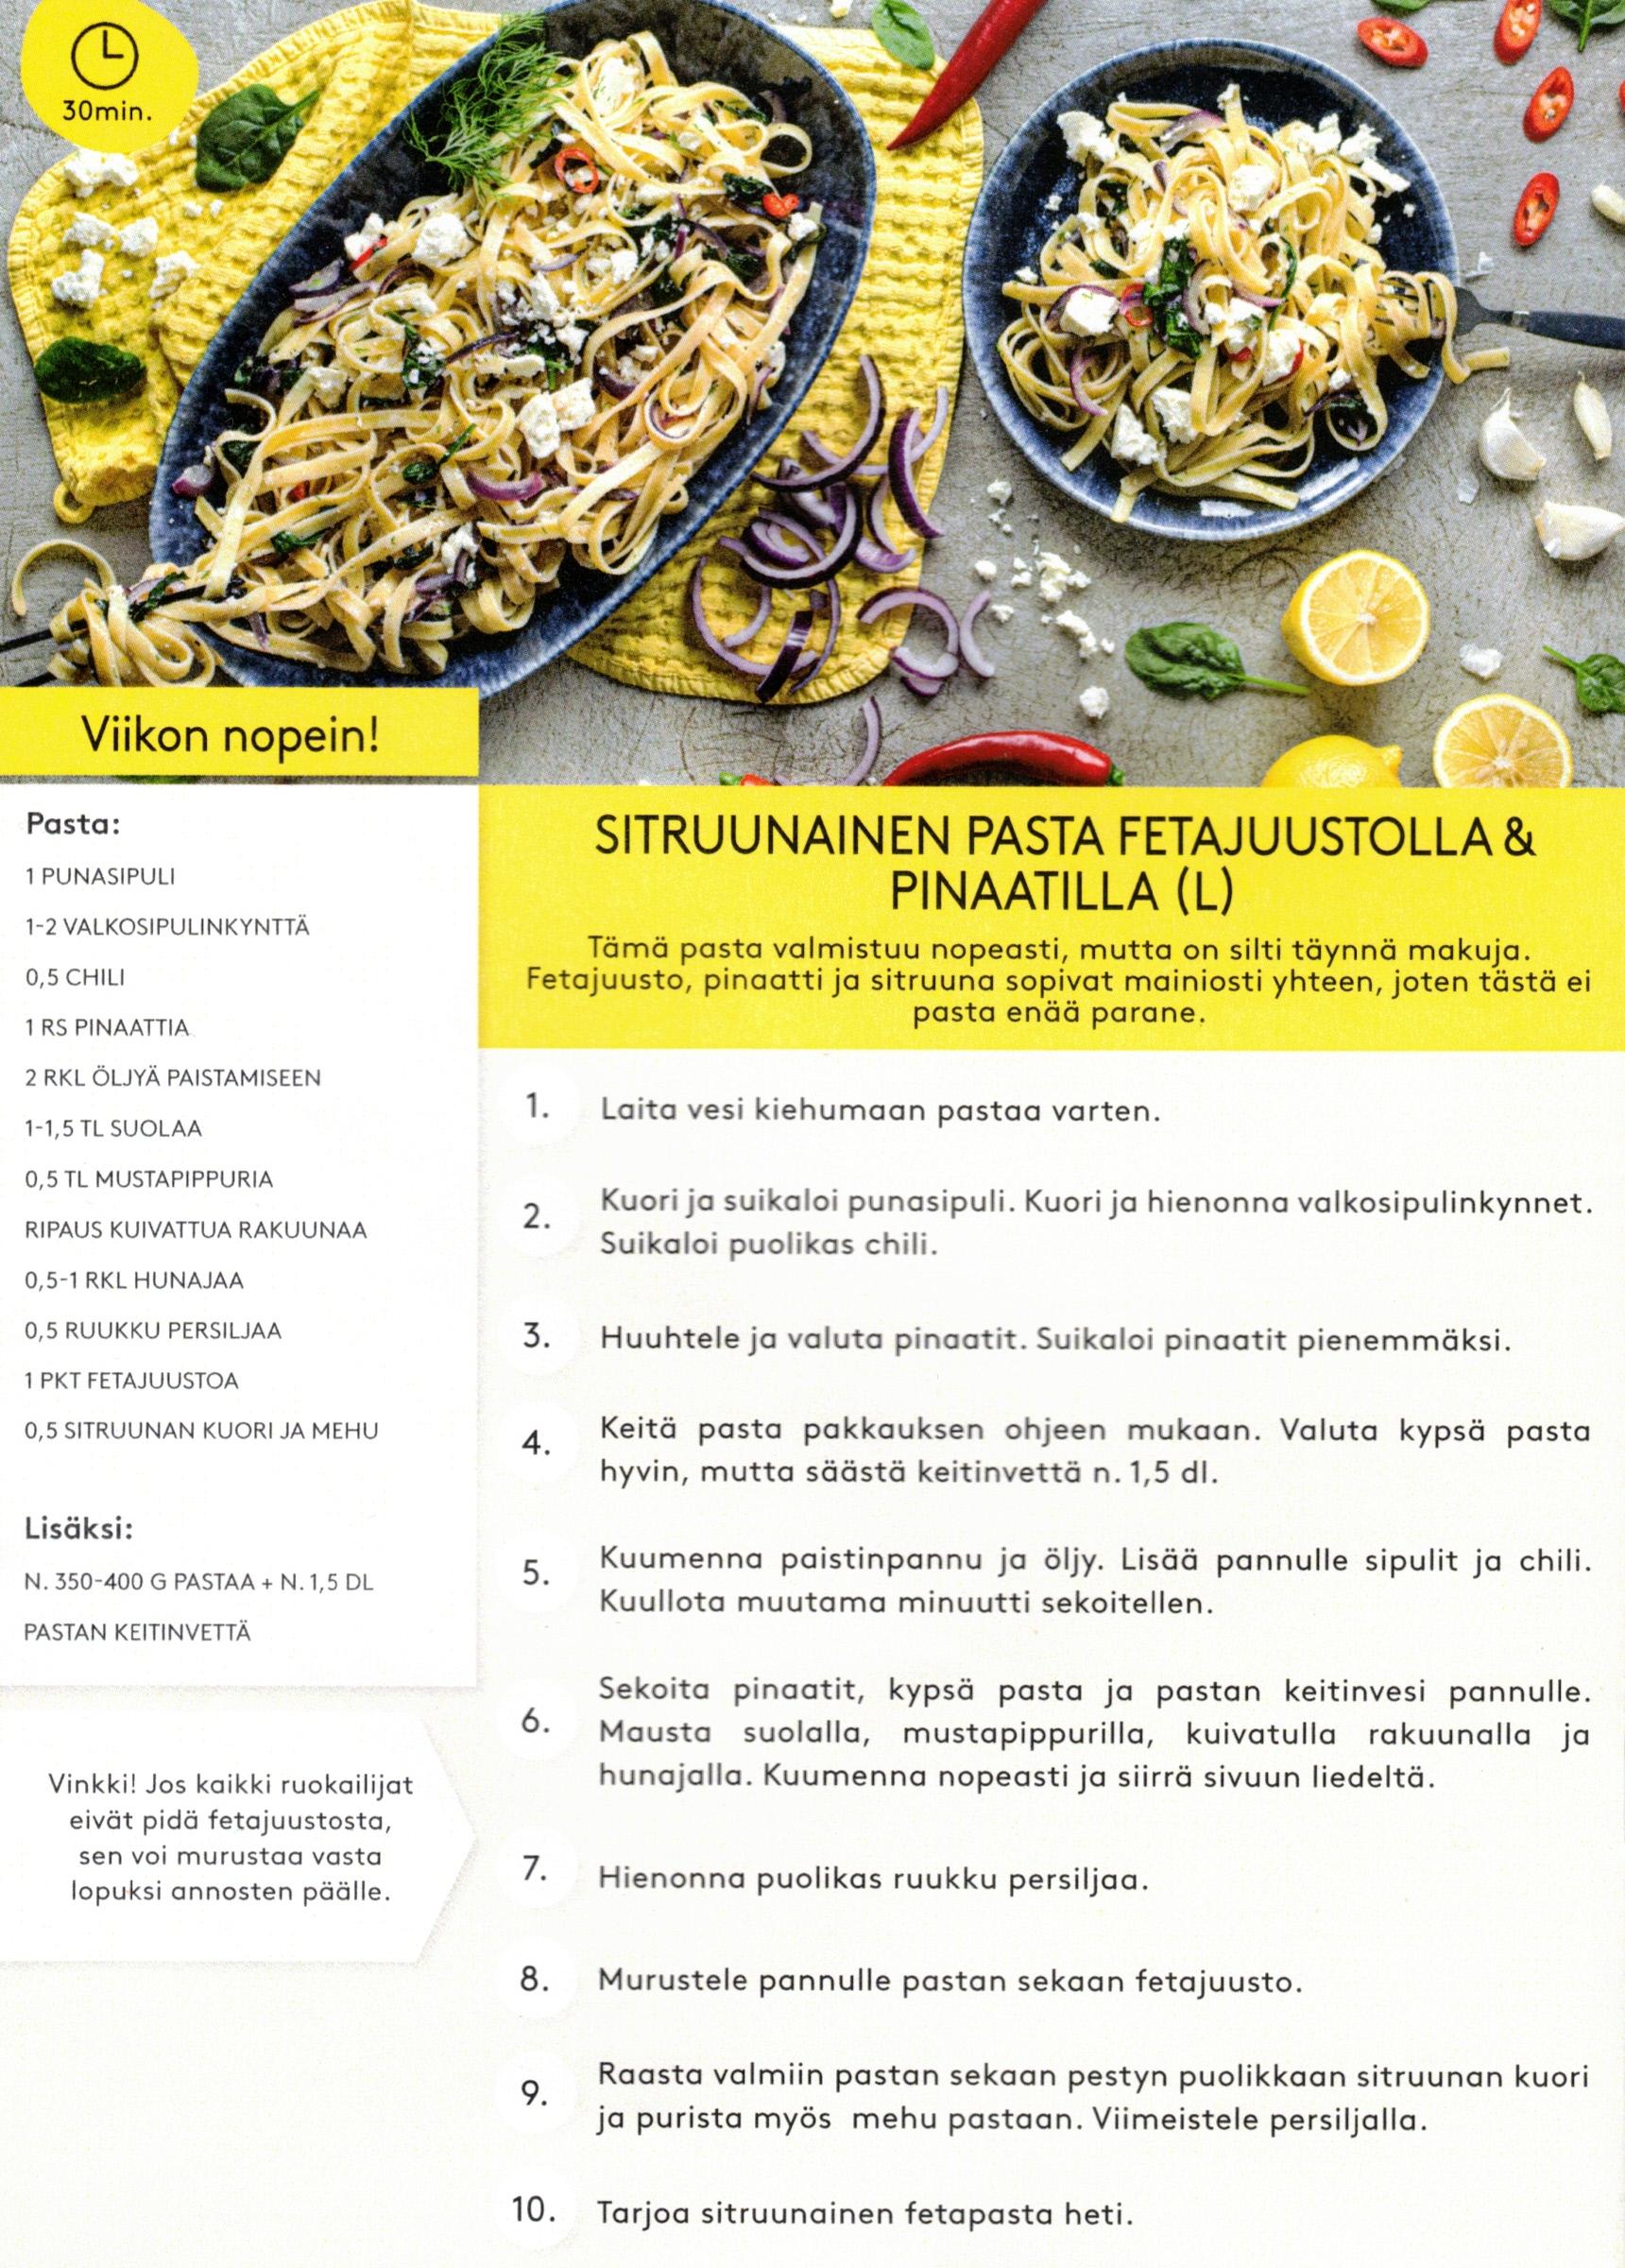 30min.
Viikon nopein!
Pasta:
1 PUNASIPULI
1-2 VALKOSIPULINKYNTTÄ
0,5 CHILI
1 RS PINAATTIA
2 RKL ÖLJYÄ PAISTAMISEEN
1-1,5 TL SUOLAA
0,5 TL MUSTAPIPPURIA
RIPAUS KUIVATTUA RAKUUNAA
0,5-1 RKL HUNAJAA
0,5 RUUKKU PERSILJAA
1 PKT FETAJUUSTOA
0,5 SITRUUNAN KUORI JA MEHU
Lisäksi:
N. 350-400 G PASTAA + N. 1,5 DL
PASTAN KEITINVETTÄ
Vinkki! Jos kaikki ruokailijat
eivät pidä fetajuustosta,
sen voi murustaa vasta
lopuksi annosten päälle.
SITRUUNAINEN PASTA FETAJUUSTOLLA &
PINAATILLA (L)
Tämä pasta valmistuu nopeasti, mutta on silti täynnä makuja.
Fetajuusto, pinaatti ja sitruuna sopivat mainiosti yhteen, joten tästä ei
pasta enää parane.
1. Laita vesi kiehumaan pastaa varten.
2. Kuori ja suikaloi punasipuli. Kuori ja hienonna valkosipulinkynnet.
Suikaloi puolikas chili.
3. Huuhtele ja valuta pinaatit. Suikaloi pinaatit pienemmäksi.
4. Keitä pasta pakkauksen ohjeen mukaan. Valuta kypsä pasta
hyvin, mutta säästä keitinvettä n. 1,5 dl.
5. Kuumenna paistinpannu ja öljy. Lisää pannulle sipulit ja chili.
Kuullota muutama minuutti sekoitellen.
6. Sekoita pinaatit, kypsä pasta ja pastan keitinvesi pannulle.
Mausta suolalla, mustapippurilla, kuivatulla rakuunalla ja
hunajalla. Kuumenna nopeasti ja siirrä sivuun liedeltä.
7. Hienonna puolikas ruukku persiljaa.
8. Murustele pannulle pastan sekaan fetajuusto.
9. Raasta valmiin pastan sekaan pestyn puolikkaan sitruunan kuori
ja purista myös mehu pastaan. Viimeistele persiljalla.
10. Tarjoa sitruunainen fetapasta heti.